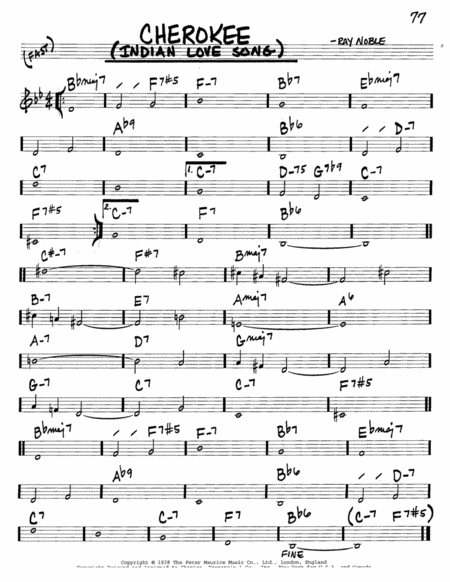 77
CHEROKEE
(FAST) (INDIAN LOVE SONG) -RAY NOBLE
Bbmaj7 F7#5 F-7 Bb7
Ab9 Bb6 D-7
C7 1. C-7 D-7b5 G7b9 C-7
F7#5 2. C-7 F7 Bb6
C#-7 F#7 Bmaj7
B-7 E7 Amaj7 A6
A-7 D7 Gmaj7
G-7 C7 C-7 F7#5
Bbmaj7 F7#5 F-7 Bb7 Ebmaj7
Ab9 Bb6 D-7
C7 C-7 F7 Bb6 (C-7 F7#5)
FINE
Copyright © 1938 The Peter Maurice Music Co., Ltd., London, England